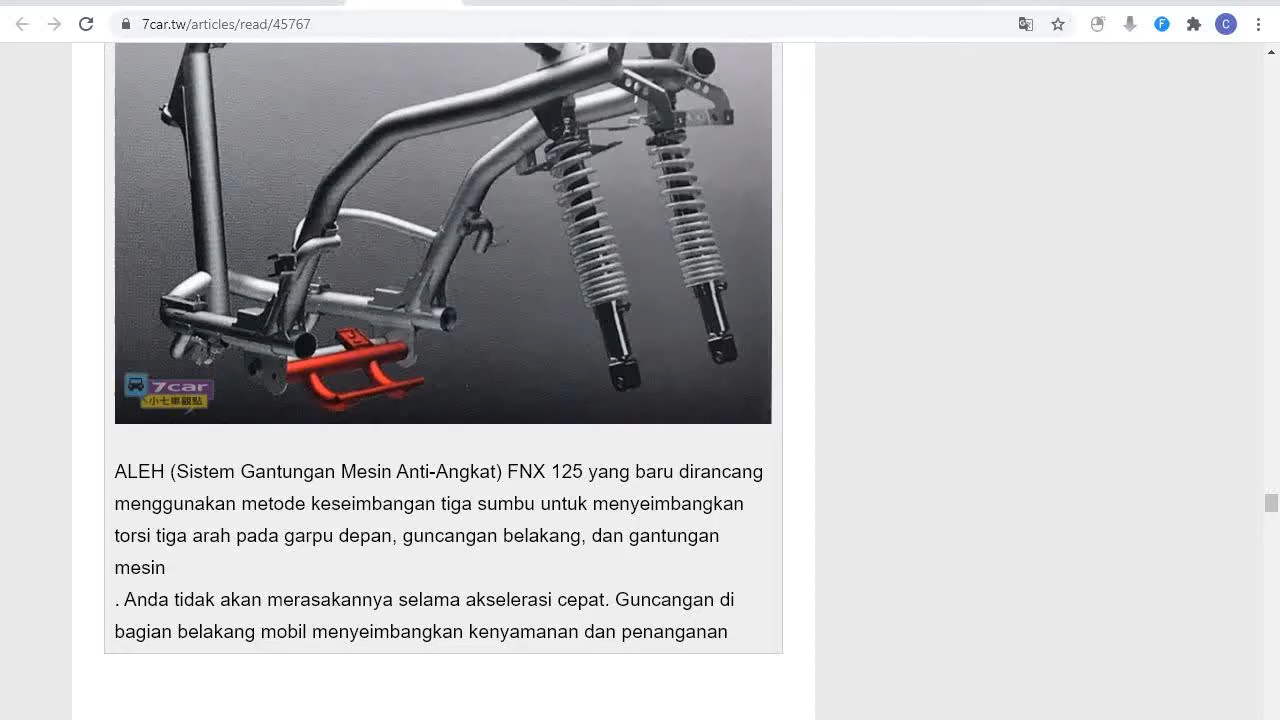 7car.tw/articles/read/45767
F
C
7car
小七車觀點
ALEH (Sistem Gantungan Mesin Anti-Angkat) FNX 125 yang baru dirancang
menggunakan metode keseimbangan tiga sumbu untuk menyeimbangkan
torsi tiga arah pada garpu depan, guncangan belakang, dan gantungan
mesin
. Anda tidak akan merasakannya selama akselerasi cepat. Guncangan di
bagian belakang mobil menyeimbangkan kenyamanan dan penanganan